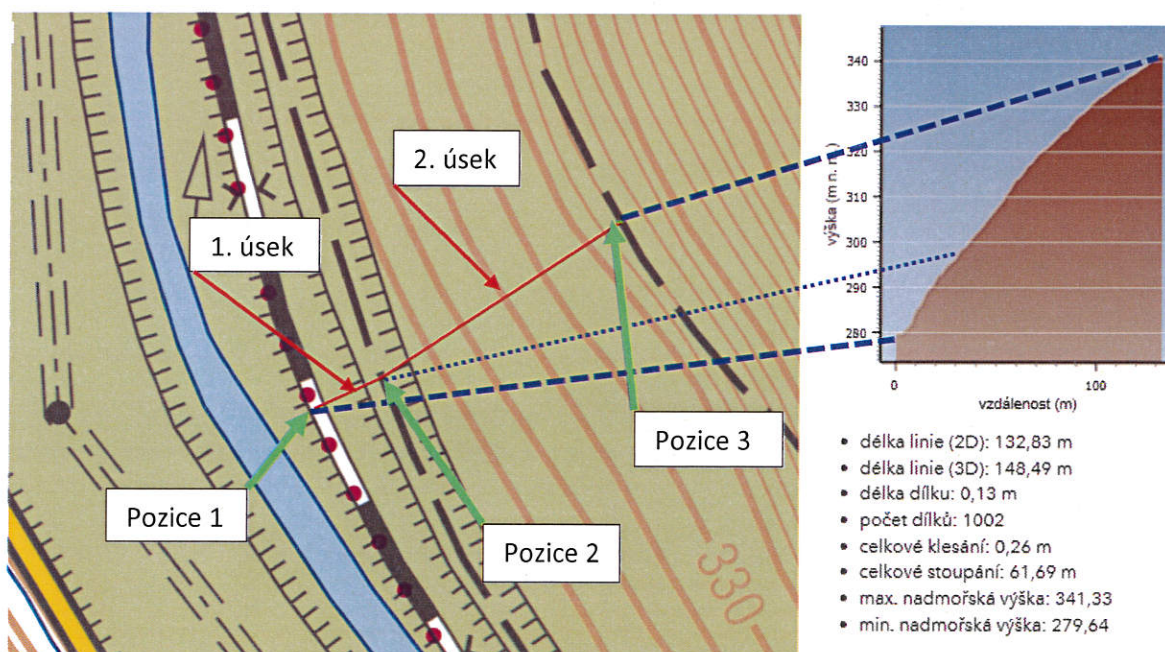 2. úsek
1. úsek
Pozice 1
Pozice 2
Pozice 3
330
výška (m n. m.)
340
330
320
310
300
290
280
0
100
vzdálenost (m)
• délka linie (2D): 132,83 m
• délka linie (3D): 148,49 m
• délka dílku: 0,13 m
• počet dílků: 1002
• celkové klesání: 0,26 m
• celkové stoupání: 61,69 m
• max. nadmořská výška: 341,33
• min. nadmořská výška: 279,64